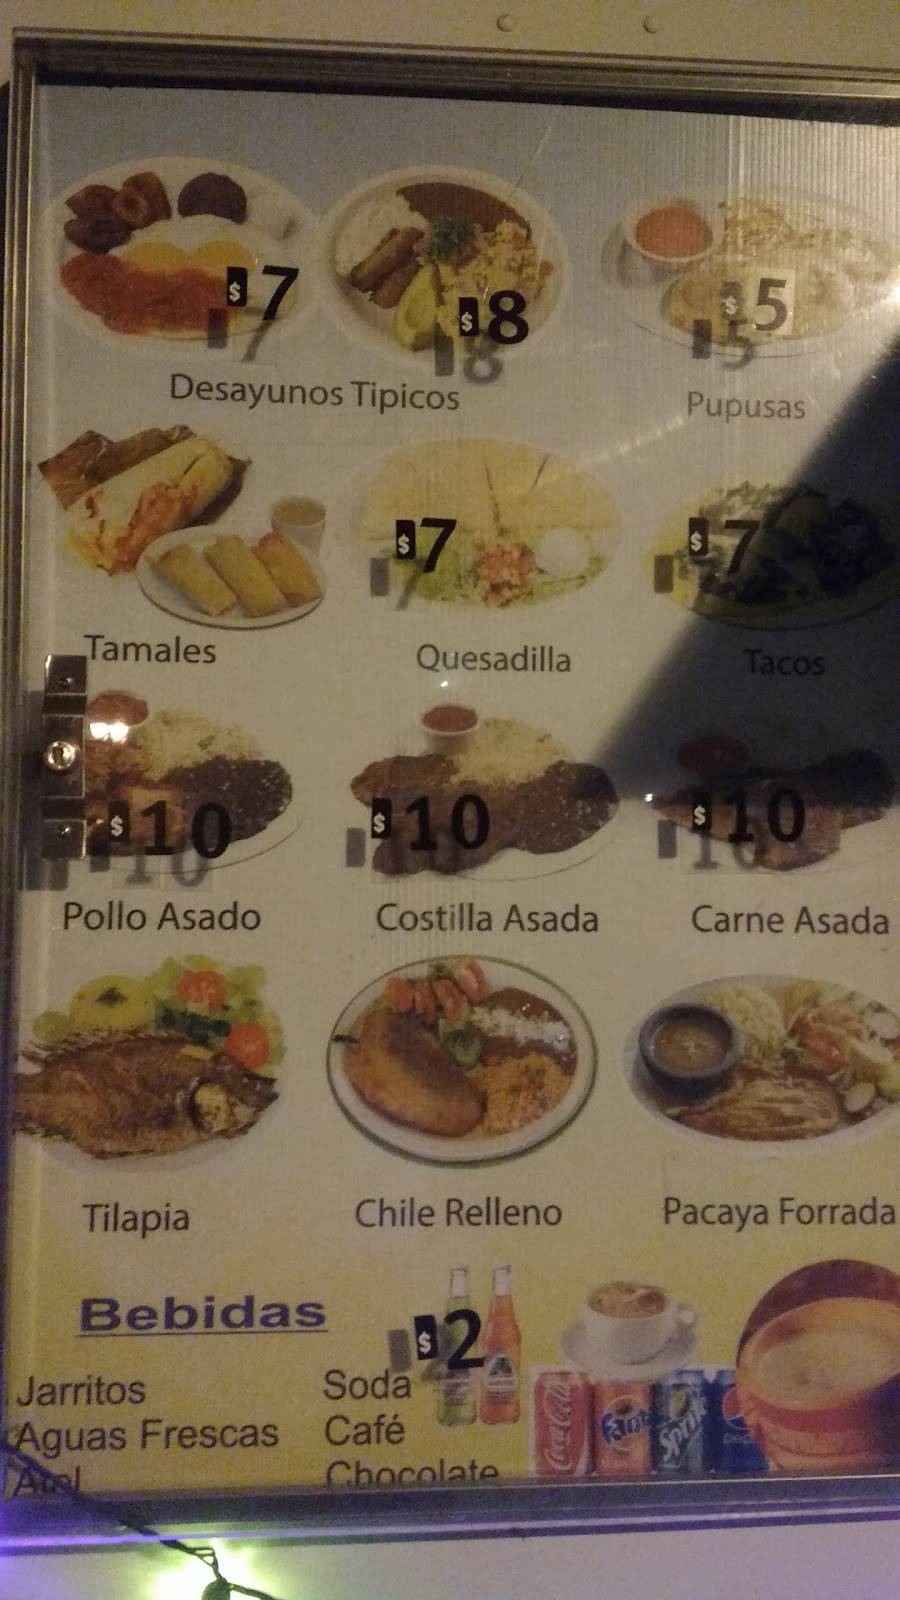 $7
$8
$5
Desayunos Tipicos
Pupusas
$7
$7
Tamales
Quesadilla
Tacos
$10
$10
$10
Pollo Asado
Costilla Asada
Carne Asada
Tilapia
Chile Relleno
Pacaya Forrada
Bebidas
$2
Jarritos
Soda
Aguas Frescas
Café
Atol
Chocolate
Coca-Cola
Fanta
Sprite